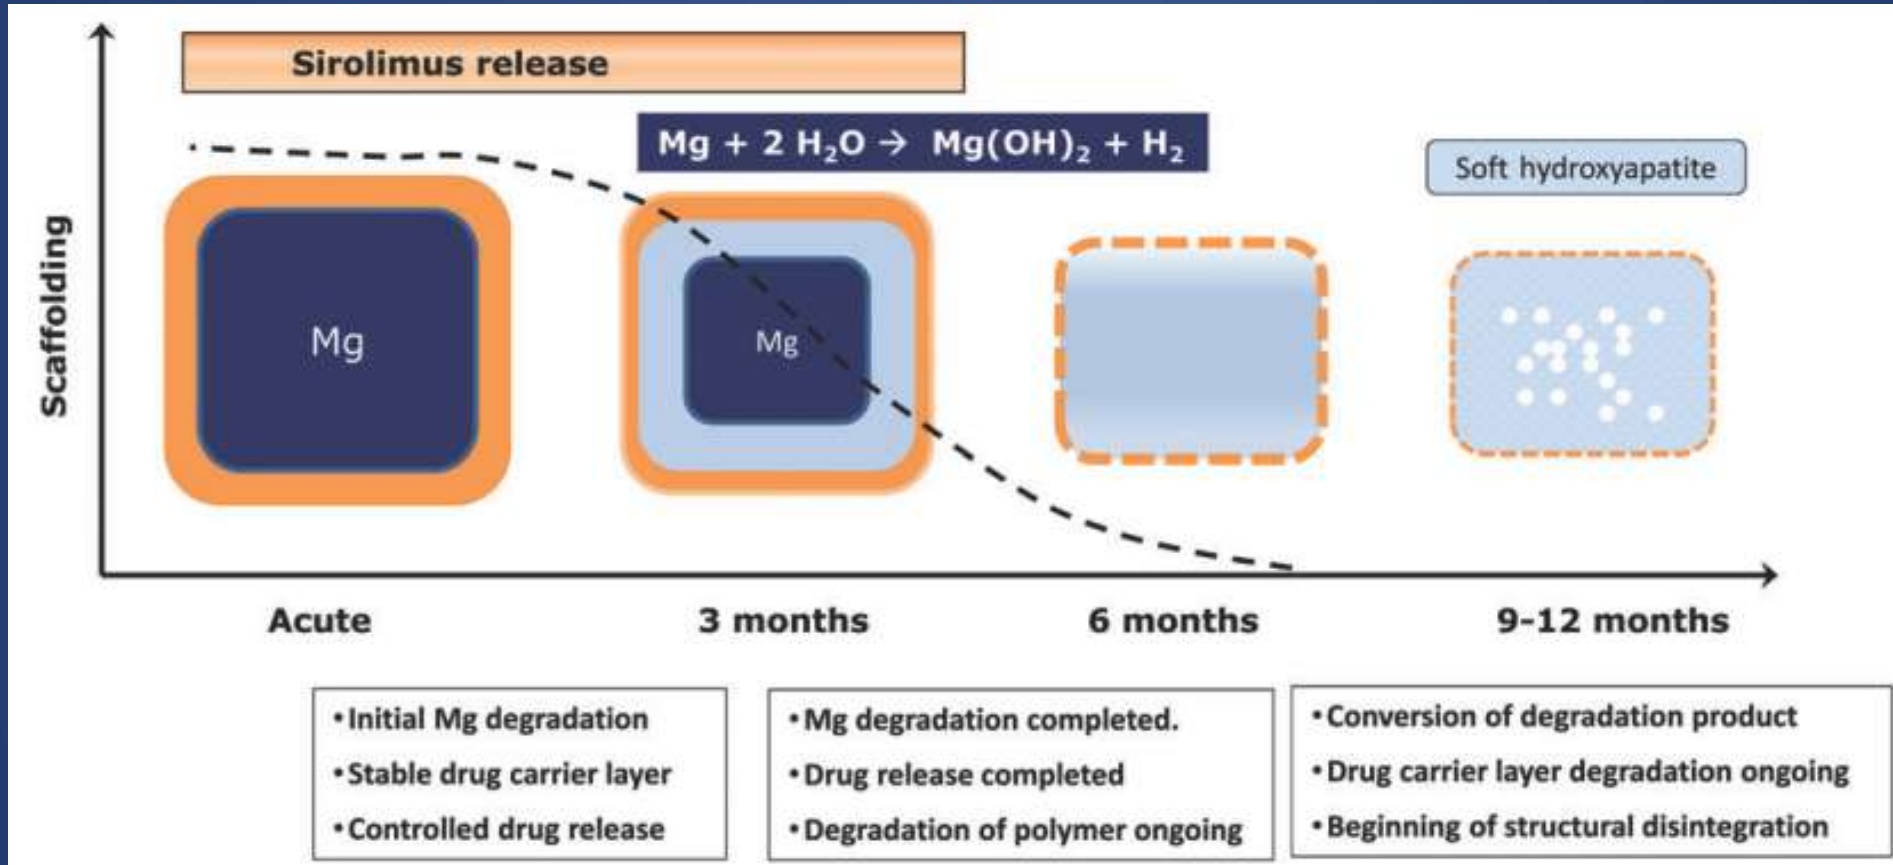 Sirolimus release
Mg + 2 H₂O → Mg(OH)₂ + H₂
Soft hydroxyapatite
Scaffolding
Mg
Mg
Acute
3 months
6 months
9-12 months
•Initial Mg degradation
•Stable drug carrier layer
•Controlled drug release
•Mg degradation completed.
•Drug release completed
•Degradation of polymer ongoing
•Conversion of degradation product
•Drug carrier layer degradation ongoing
•Beginning of structural disintegration